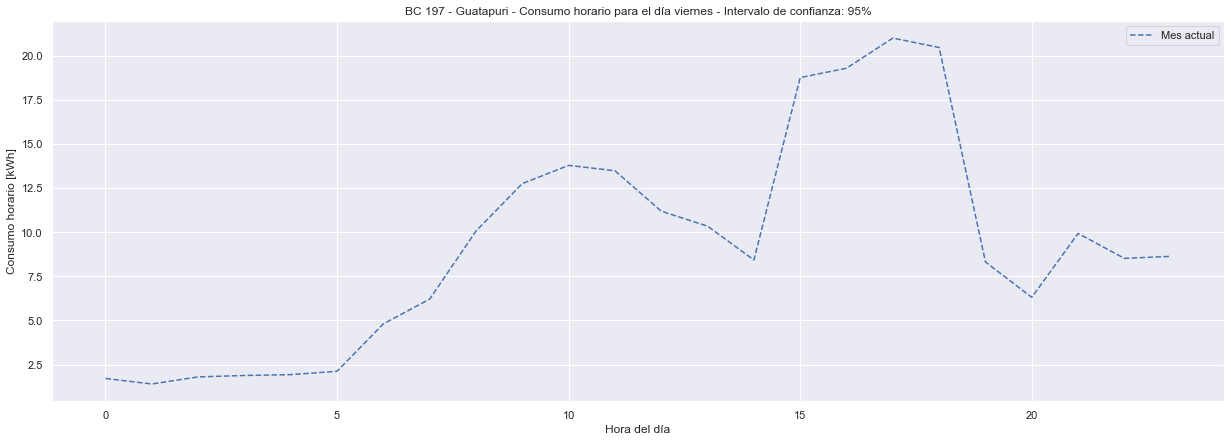 BC 197 - Guatapuri - Consumo horario para el día viernes - Intervalo de confianza: 95%
Mes actual
Consumo horario [kWh]
20.0
17.5
15.0
12.5
10.0
7.5
5.0
2.5
0 5 10 15 20
Hora del día